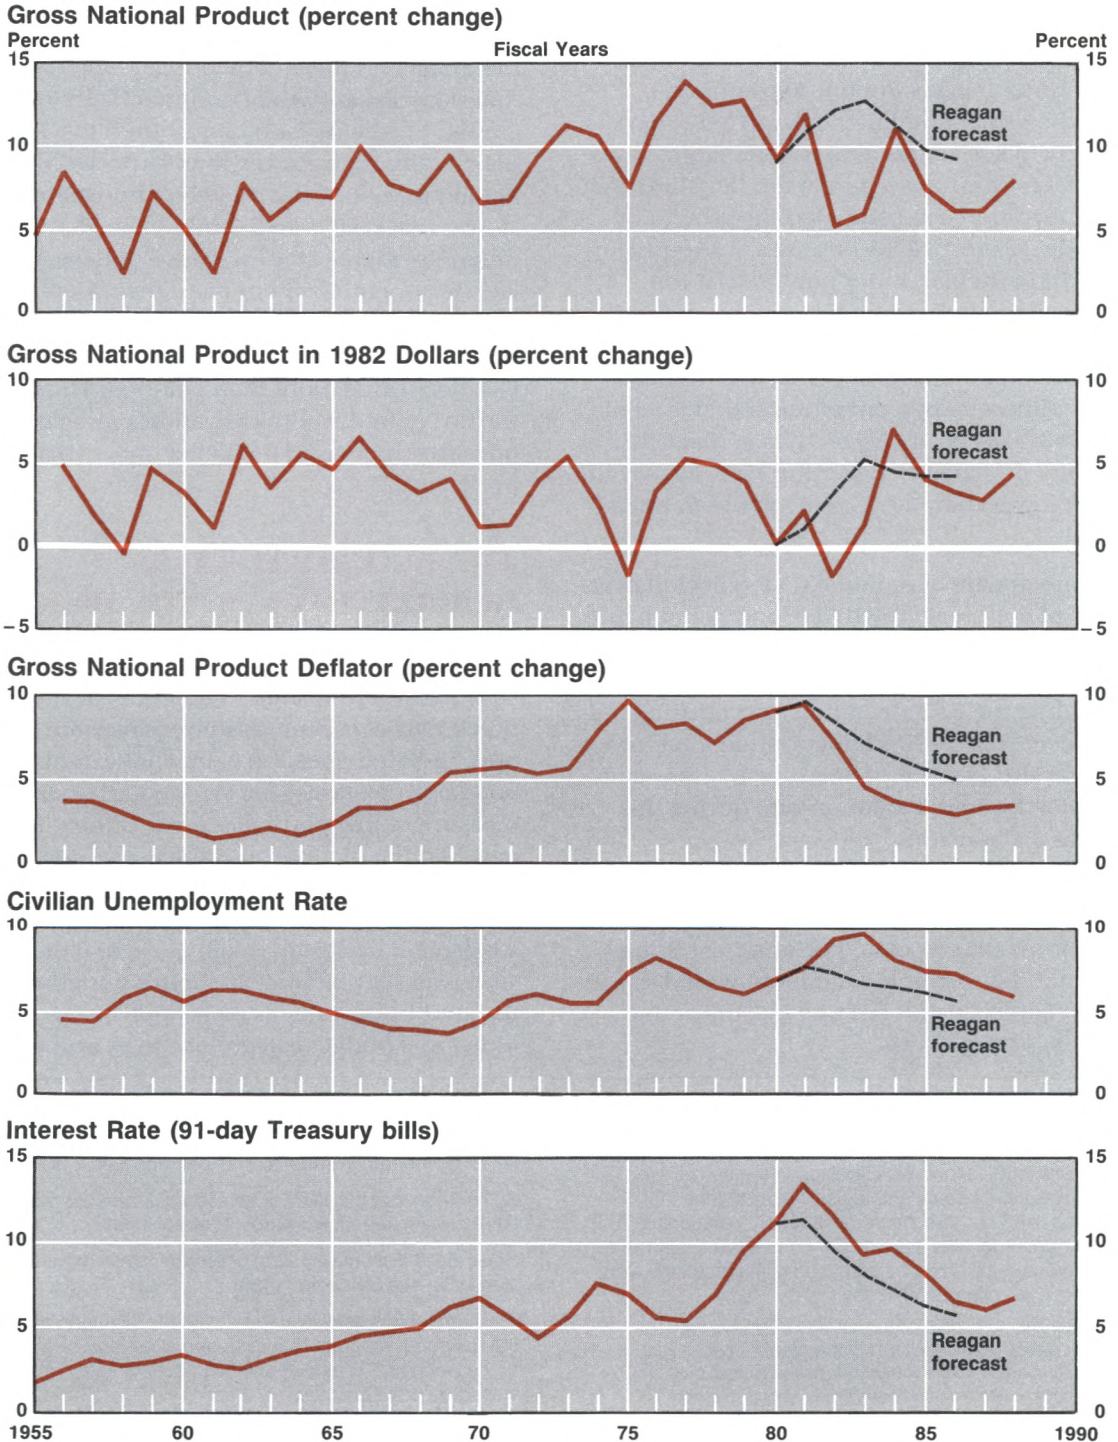 Gross National Product (percent change)
Percent Fiscal Years Percent
15 15
Reagan
forecast
10 10
5 5
0 0
Gross National Product in 1982 Dollars (percent change)
10 10
Reagan
forecast
5 5
0 0
–5 –5
Gross National Product Deflator (percent change)
10 10
Reagan
forecast
5 5
0 0
Civilian Unemployment Rate
10 10
5 5
Reagan
forecast
0 0
Interest Rate (91-day Treasury bills)
15 15
10 10
5 5
Reagan
forecast
0 0
1955 60 65 70 75 80 85 1990